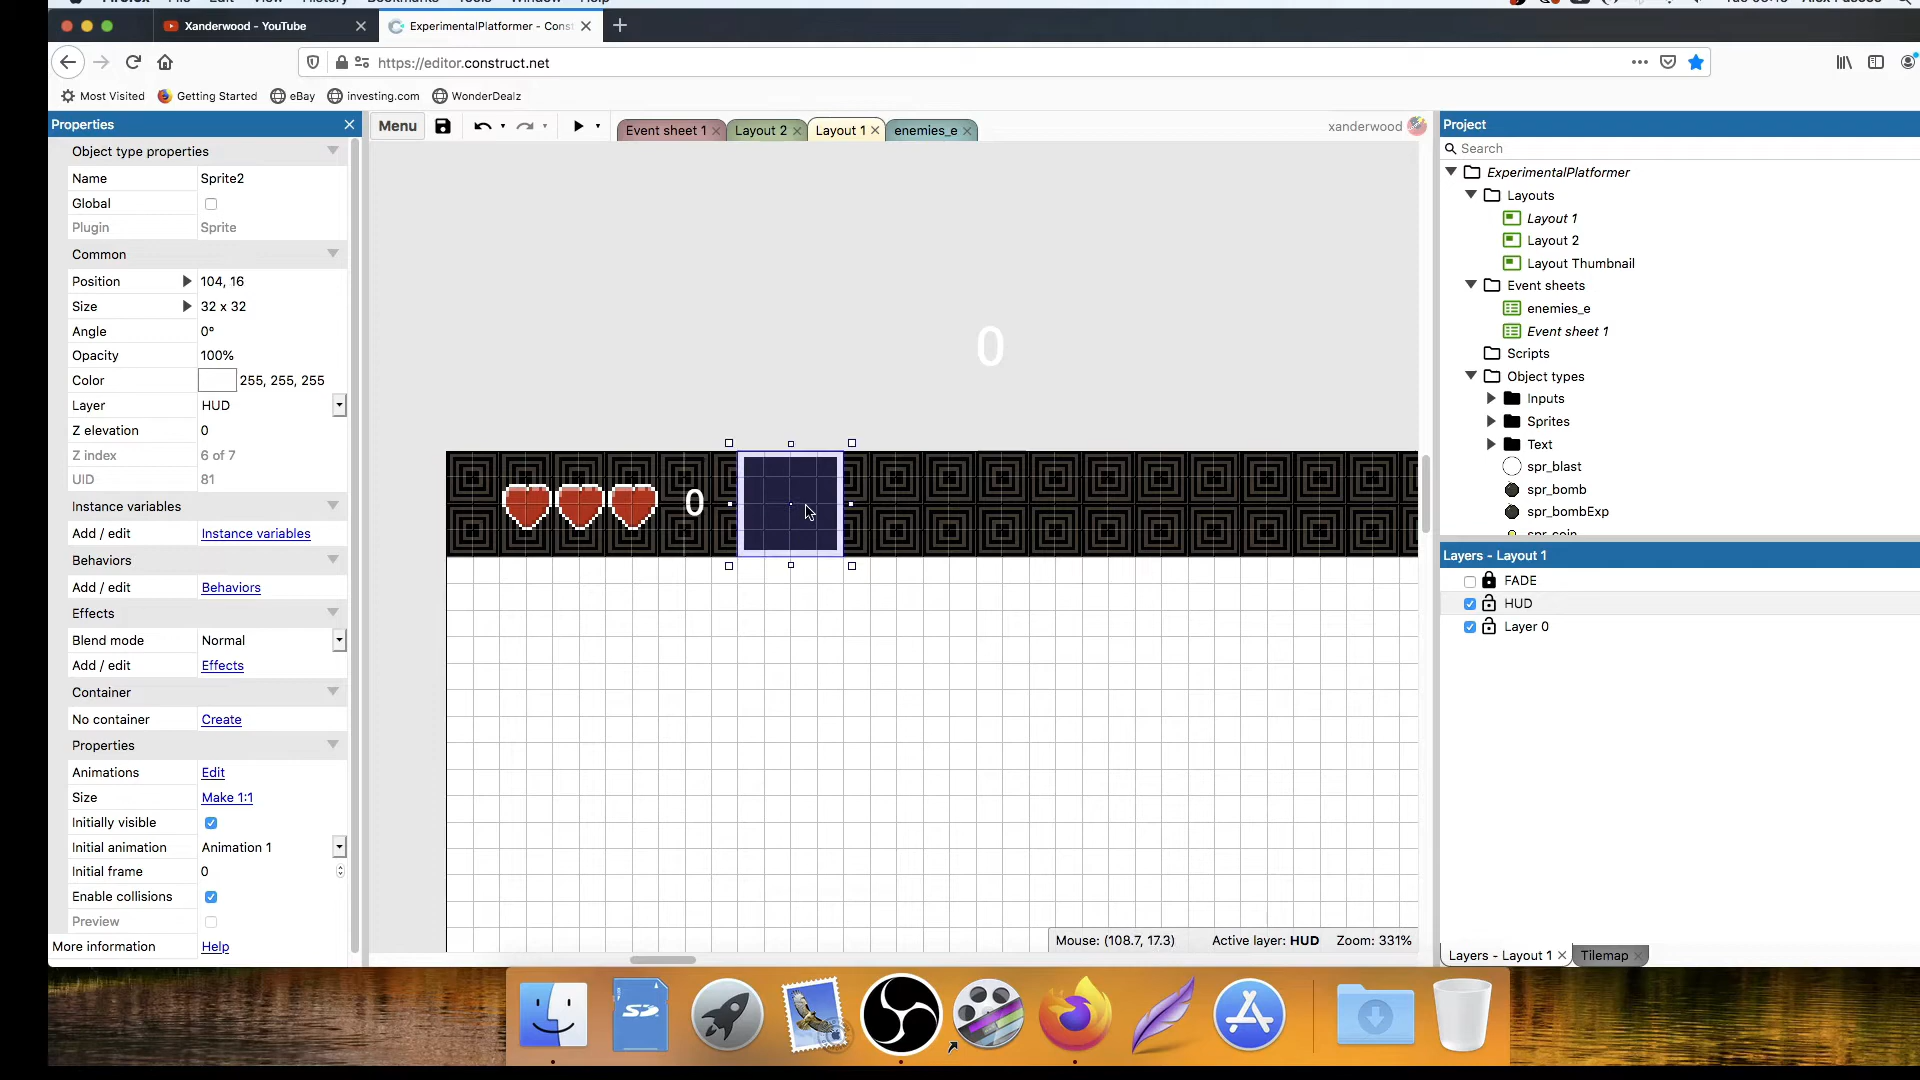 Xanderwood - YouTube
ExperimentalPlatformer - Const
https://editor.construct.net
Most Visited
Getting Started
eBay
investing.com
WonderDealz
Properties
Menu
Event sheet 1
Layout 2
Layout 1
enemies_e
xanderwood
Project
Object type properties
Name Sprite2
Global
Plugin Sprite
Common
Position 104, 16
Size 32 x 32
Angle 0°
Opacity 100%
Color 255, 255, 255
Layer HUD
Z elevation 0
Z index 6 of 7
UID 81
Instance variables
Add / edit Instance variables
Behaviors
Add / edit Behaviors
Effects
Blend mode Normal
Add / edit Effects
Container
No container Create
Properties
Animations Edit
Size Make 1:1
Initially visible
Initial animation Animation 1
Initial frame 0
Enable collisions
Preview
More information Help
0
0
Mouse: (108.7, 17.3) Active layer: HUD Zoom: 331%
Search
ExperimentalPlatformer
Layouts
Layout 1
Layout 2
Layout Thumbnail
Event sheets
enemies_e
Event sheet 1
Scripts
Object types
Inputs
Sprites
Text
spr_blast
spr_bomb
spr_bombExp
spr_coin
Layers - Layout 1
FADE
HUD
Layer 0
Layers - Layout 1
Tilemap
SD